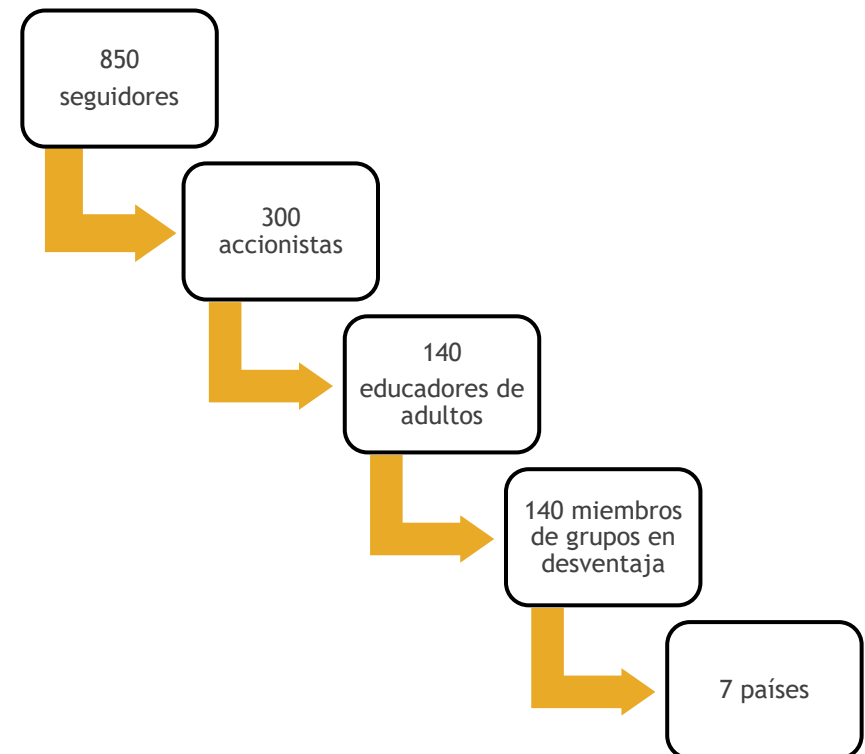 850
seguidores
300
accionistas
140
educadores de
adultos
140 miembros
de grupos en
desventaja
7 países